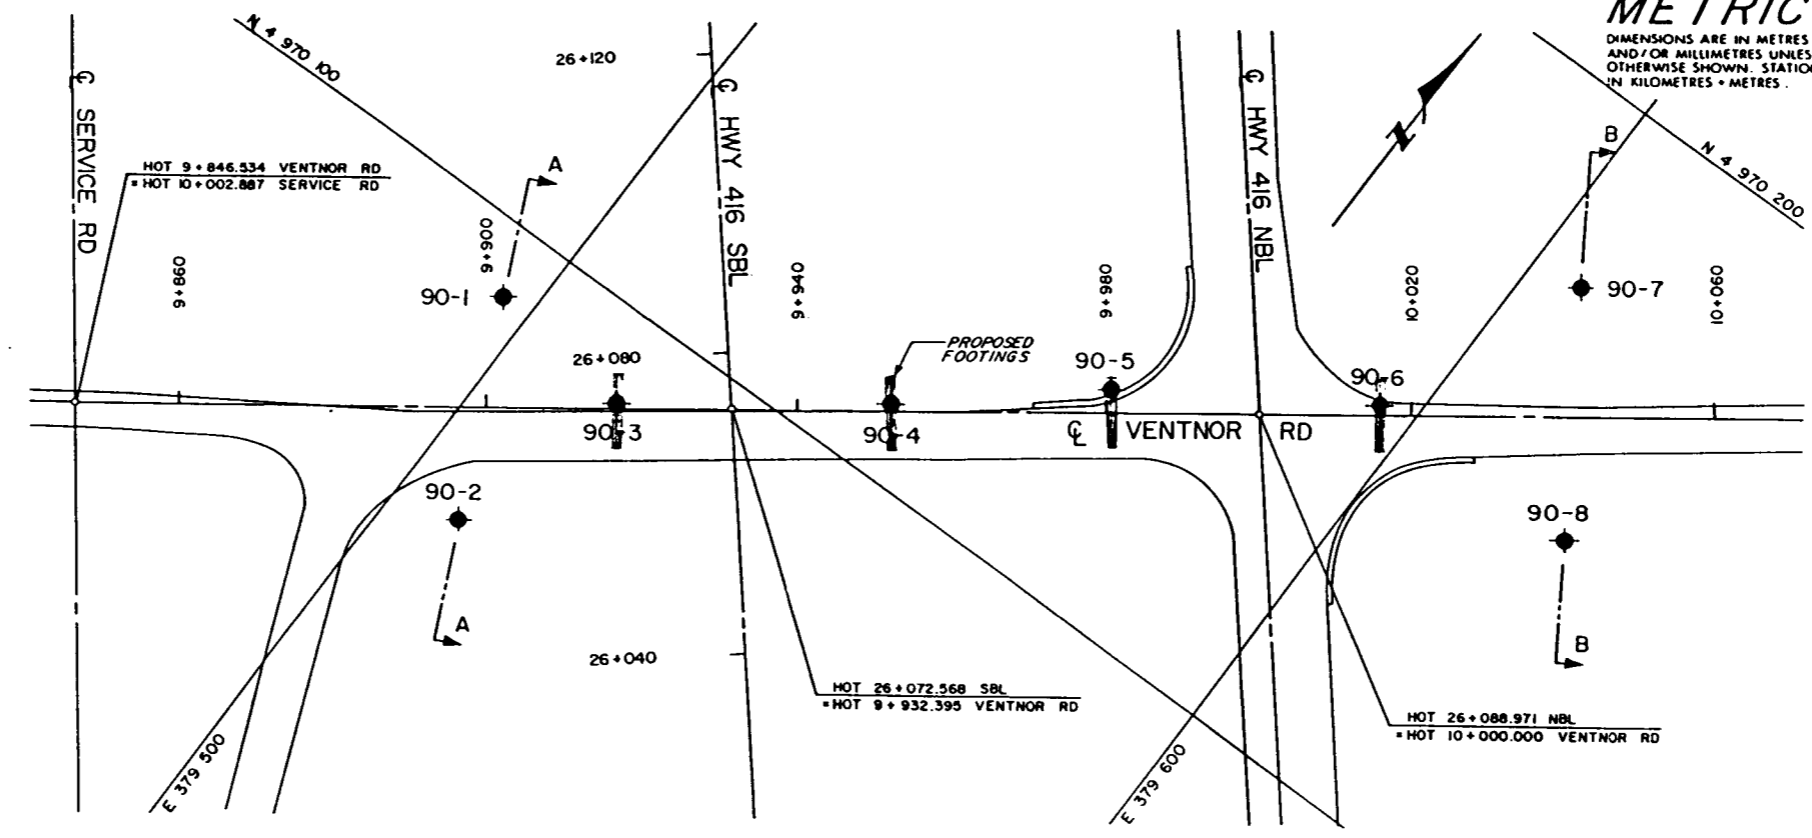 METRIC
DIMENSIONS ARE IN METRES
AND/OR MILLIMETRES UNLES
OTHERWISE SHOWN. STATIO
IN KILOMETRES + METRES.
N 4 970 100
26+120
℄ SERVICE RD
℄ HWY 416 SBL
℄ HWY 416 NBL
N
B
N 4 970 200
HOT 9+846.534 VENTNOR RD
= HOT 10+002.887 SERVICE RD
A
9+860
9+900
9+940
9+980
10+020
10+060
90-1
90-7
PROPOSED
FOOTINGS
26+080
90-5
90-6
90-3
90-4
℄ VENTNOR RD
90-2
90-8
A
26+040
B
HOT 26+072.568 SBL
= HOT 9+932.395 VENTNOR RD
HOT 26+088.971 NBL
= HOT 10+000.000 VENTNOR RD
E 379 500
E 379 600